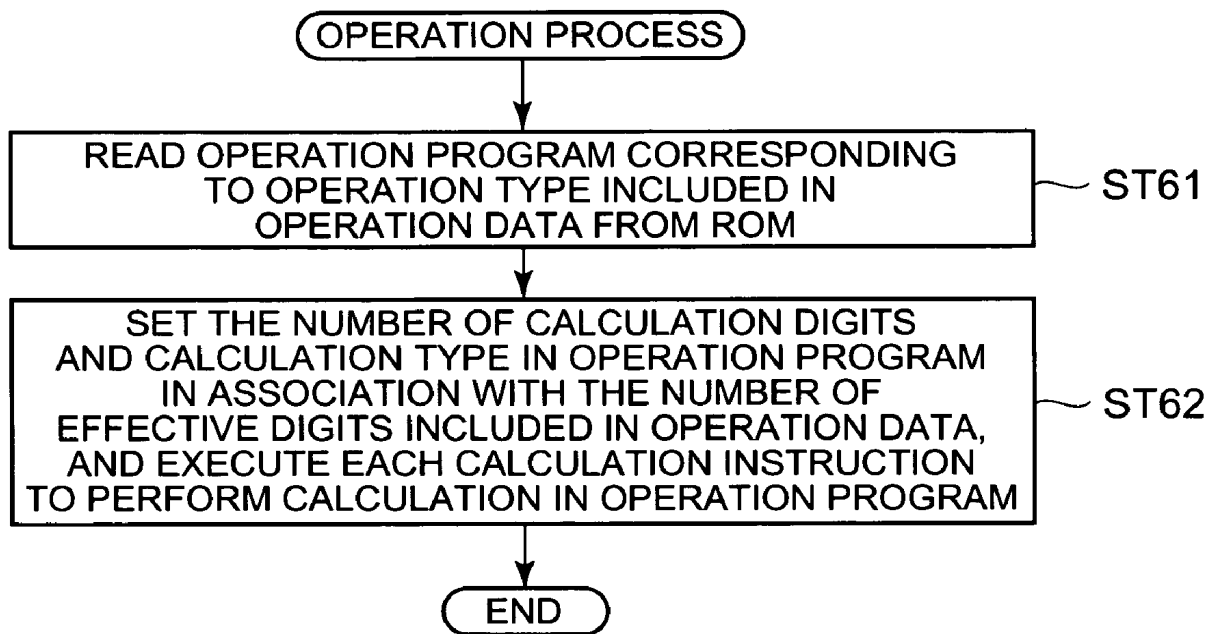 OPERATION PROCESS
READ OPERATION PROGRAM CORRESPONDING
TO OPERATION TYPE INCLUDED IN
OPERATION DATA FROM ROM
ST61
SET THE NUMBER OF CALCULATION DIGITS
AND CALCULATION TYPE IN OPERATION PROGRAM
IN ASSOCIATION WITH THE NUMBER OF
EFFECTIVE DIGITS INCLUDED IN OPERATION DATA,
AND EXECUTE EACH CALCULATION INSTRUCTION
TO PERFORM CALCULATION IN OPERATION PROGRAM
ST62
END